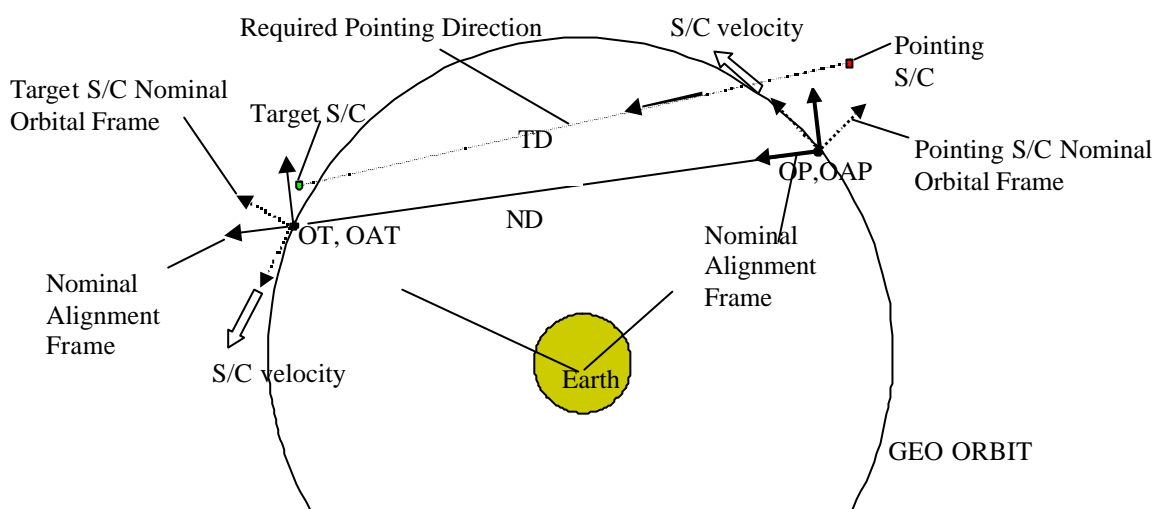 Required Pointing Direction
S/C velocity
Pointing
S/C
Target S/C Nominal
Orbital Frame
Target S/C
TD
Pointing S/C Nominal
Orbital Frame
OP,OAP
ND
OT, OAT
Nominal
Alignment
Frame
Nominal
Alignment
Frame
S/C velocity
Earth
GEO ORBIT